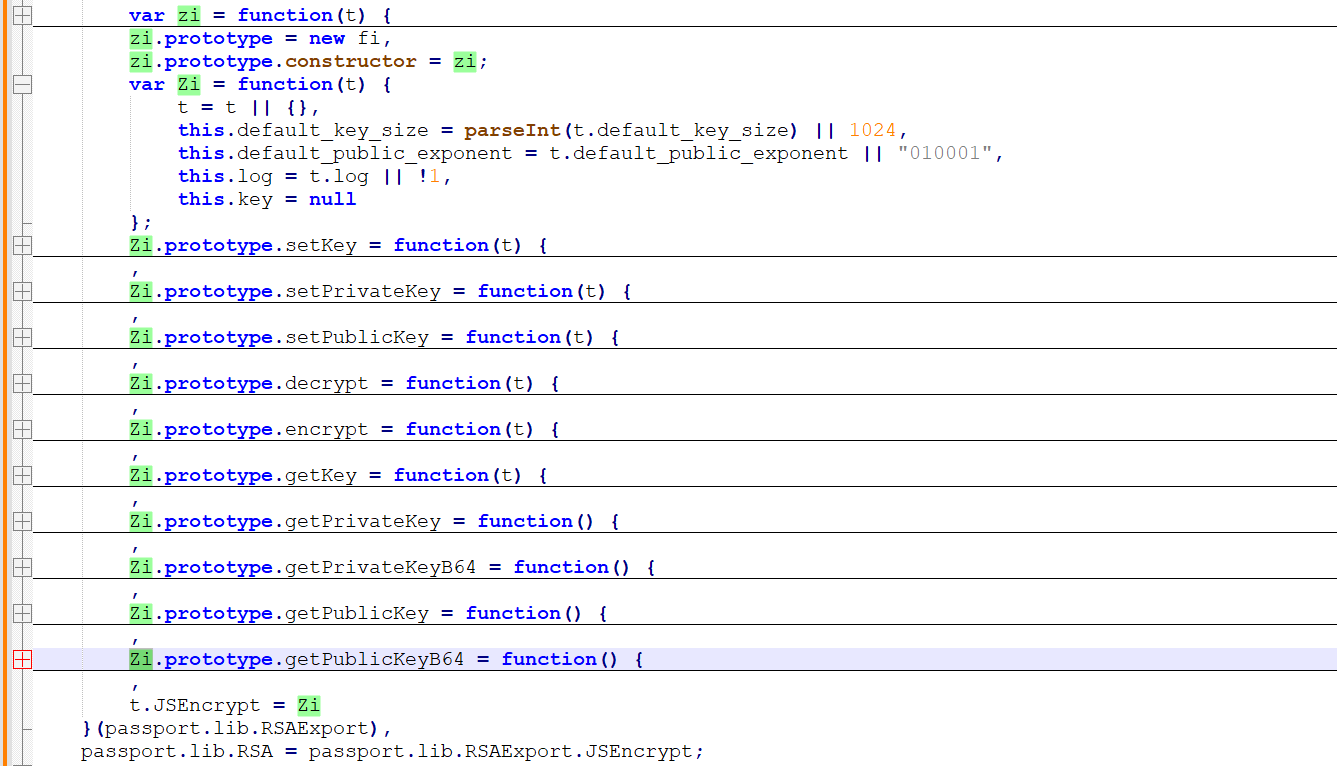 var zi = function(t) {
zi.prototype = new fi,
zi.prototype.constructor = zi;
var Zi = function(t) {
t = t || {},
this.default_key_size = parseInt(t.default_key_size) || 1024,
this.default_public_exponent = t.default_public_exponent || "010001",
this.log = t.log || !1,
this.key = null
};
Zi.prototype.setKey = function(t) {
,
Zi.prototype.setPrivateKey = function(t) {
,
Zi.prototype.setPublicKey = function(t) {
,
Zi.prototype.decrypt = function(t) {
,
Zi.prototype.encrypt = function(t) {
,
Zi.prototype.getKey = function(t) {
,
Zi.prototype.getPrivateKey = function() {
,
Zi.prototype.getPrivateKeyB64 = function() {
,
Zi.prototype.getPublicKey = function() {
,
Zi.prototype.getPublicKeyB64 = function() {
,
t.JSEncrypt = Zi
}(passport.lib.RSAExport),
passport.lib.RSA = passport.lib.RSAExport.JSEncrypt;